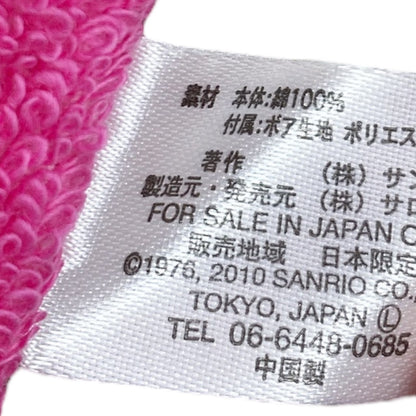 素材 本体:綿100%
付属:ボア生地 ポリエス
著作 (株) サン
製造元・発売元 (株) サロ
FOR SALE IN JAPAN O
販売地域 日本限定
©1976, 2010 SANRIO CO.
TOKYO, JAPAN Ⓛ
TEL 06-6448-0685
中国製